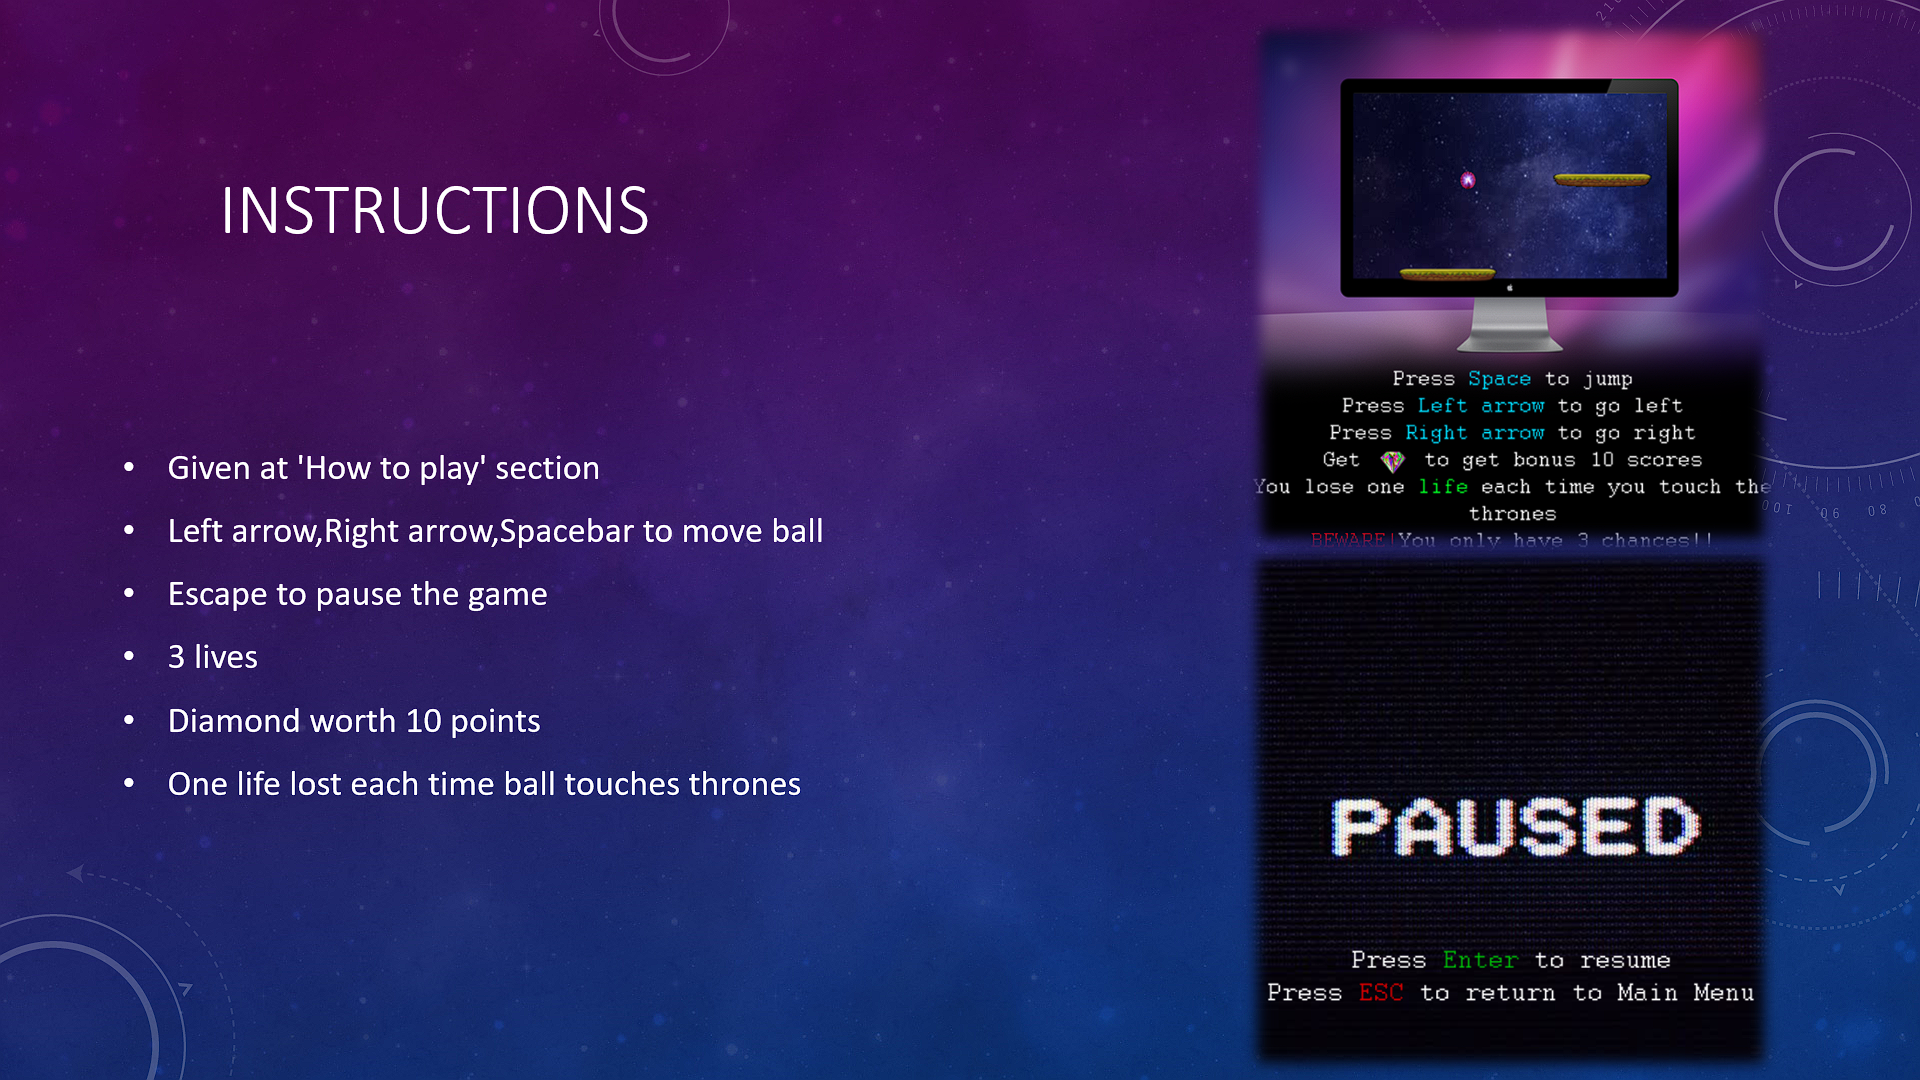 INSTRUCTIONS
• Given at 'How to play' section
• Left arrow,Right arrow,Spacebar to move ball
• Escape to pause the game
• 3 lives
• Diamond worth 10 points
• One life lost each time ball touches thrones
Press Space to jump
Press Left arrow to go left
Press Right arrow to go right
Get to get bonus 10 scores
You lose one life each time you touch the
thrones
BEWARE!You only have 3 chances!!
PAUSED
Press Enter to resume
Press ESC to return to Main Menu
210
100 90 80